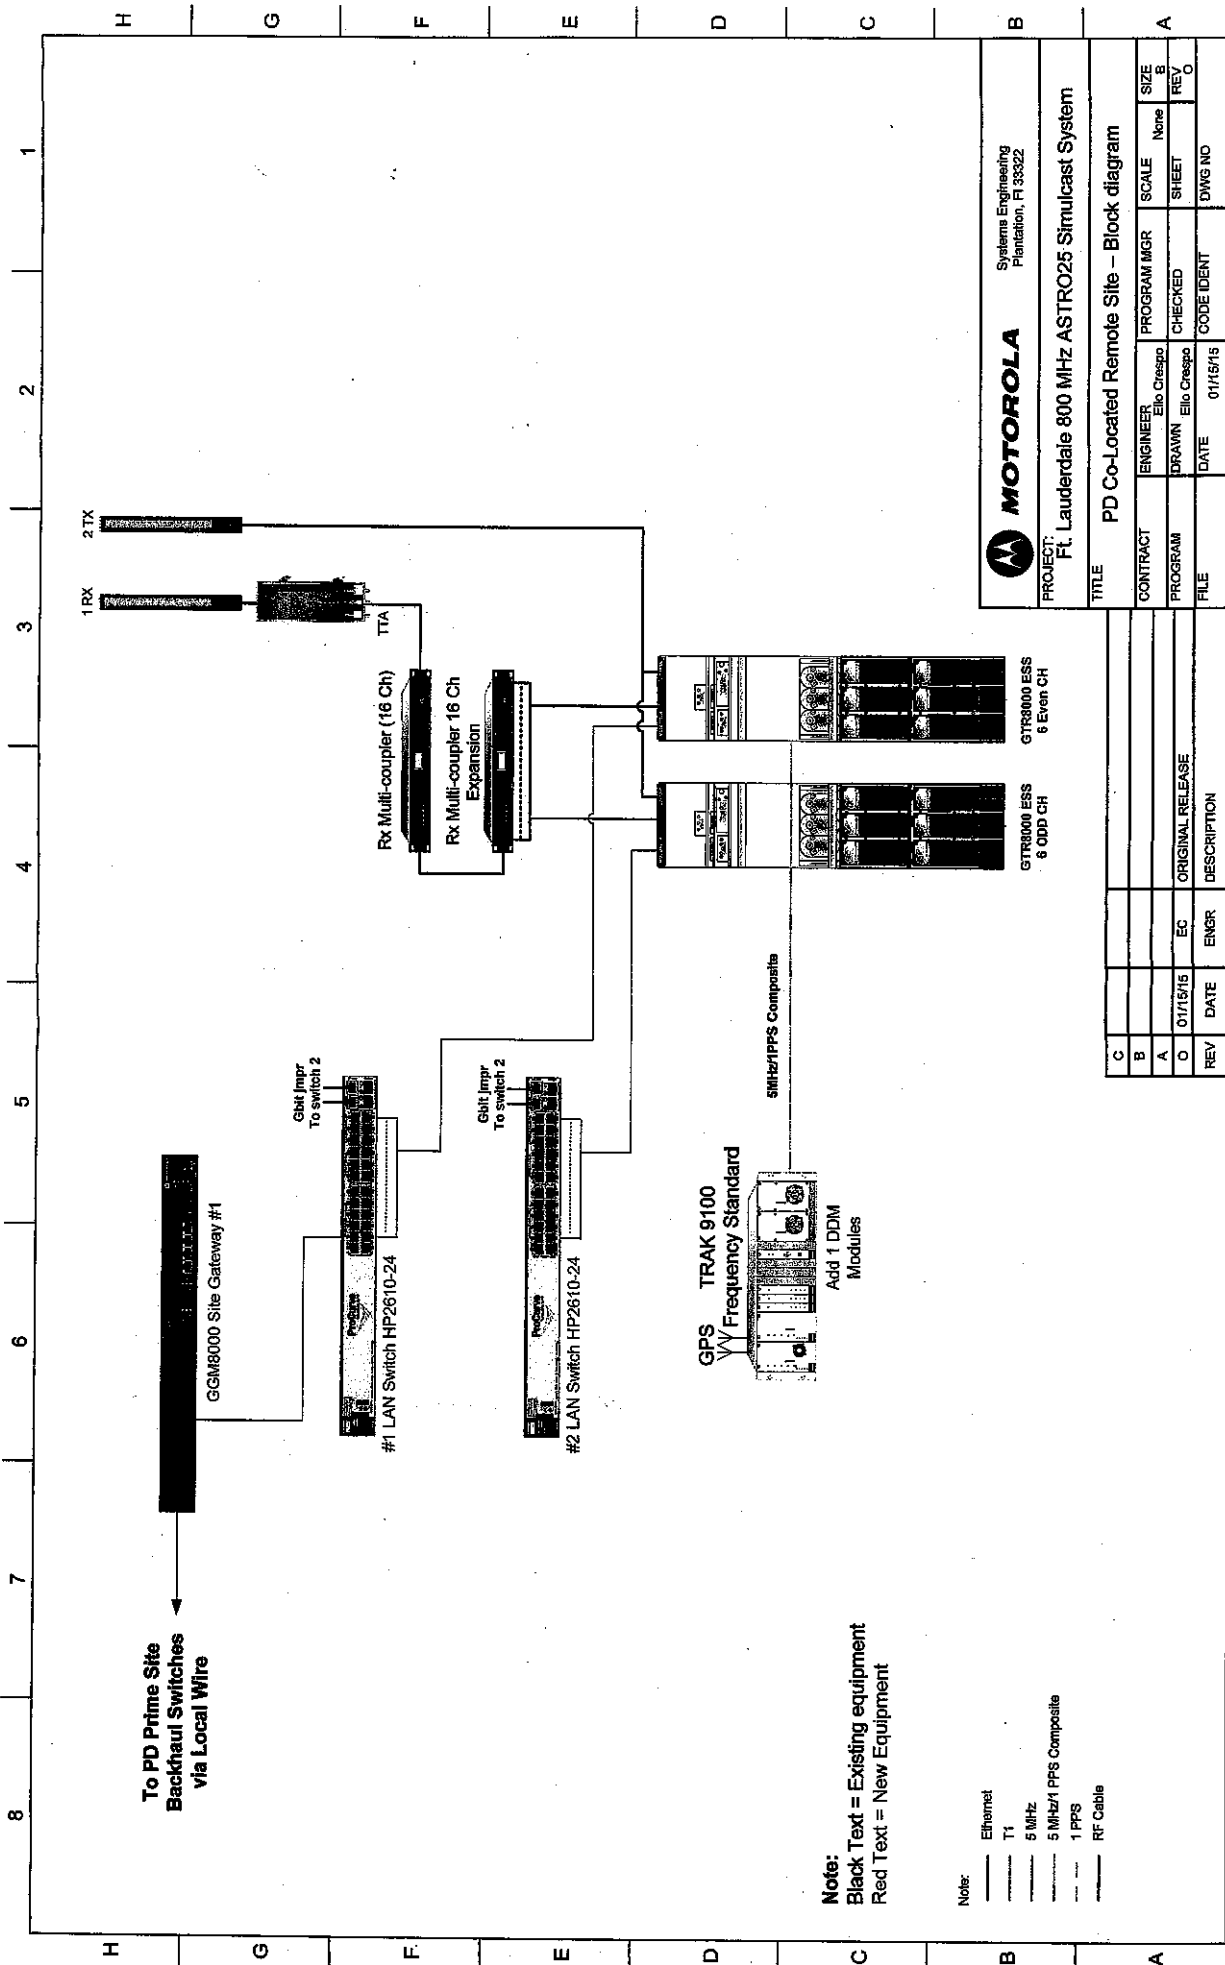 8 7 6 5 4 3 2 1
H
G
F
E
D
C
B
A
H
G
F
E
D
C
B
A
To PD Prime Site
Backhaul Switches
via Local Wire
GGM8000 Site Gateway #1
Gbit jmpr
To switch 2
ProCurve
#1 LAN Switch HP2610-24
Gbit jmpr
To switch 2
ProCurve
#2 LAN Switch HP2610-24
1 RX
2 TX
TTA
Rx Multi-coupler (16 Ch)
Rx Multi-coupler 16 Ch
Expansion
GPS
TRAK 9100
Frequency Standard
Add 1 DDM
Modules
5MHz/1PPS Composite
GTR8000 ESS
6 ODD CH
GTR8000 ESS
6 Even CH
Note:
Black Text = Existing equipment
Red Text = New Equipment
Note:
Ethernet
T1
5 MHz
5 MHz/1 PPS Composite
1 PPS
RF Cable
C
B
A
O 01/15/15 EC ORIGINAL RELEASE
REV DATE ENGR DESCRIPTION
MOTOROLA
Systems Engineering
Plantation, Fl 33322
PROJECT:
Ft. Lauderdale 800 MHz ASTRO25 Simulcast System
TITLE
PD Co-Located Remote Site – Block diagram
CONTRACT
ENGINEER
Elio Crespo
PROGRAM MGR
SCALE
None
SIZE
B
PROGRAM
DRAWN
Elio Crespo
CHECKED
SHEET
REV
O
FILE
DATE
01/15/15
CODE IDENT
DWG NO